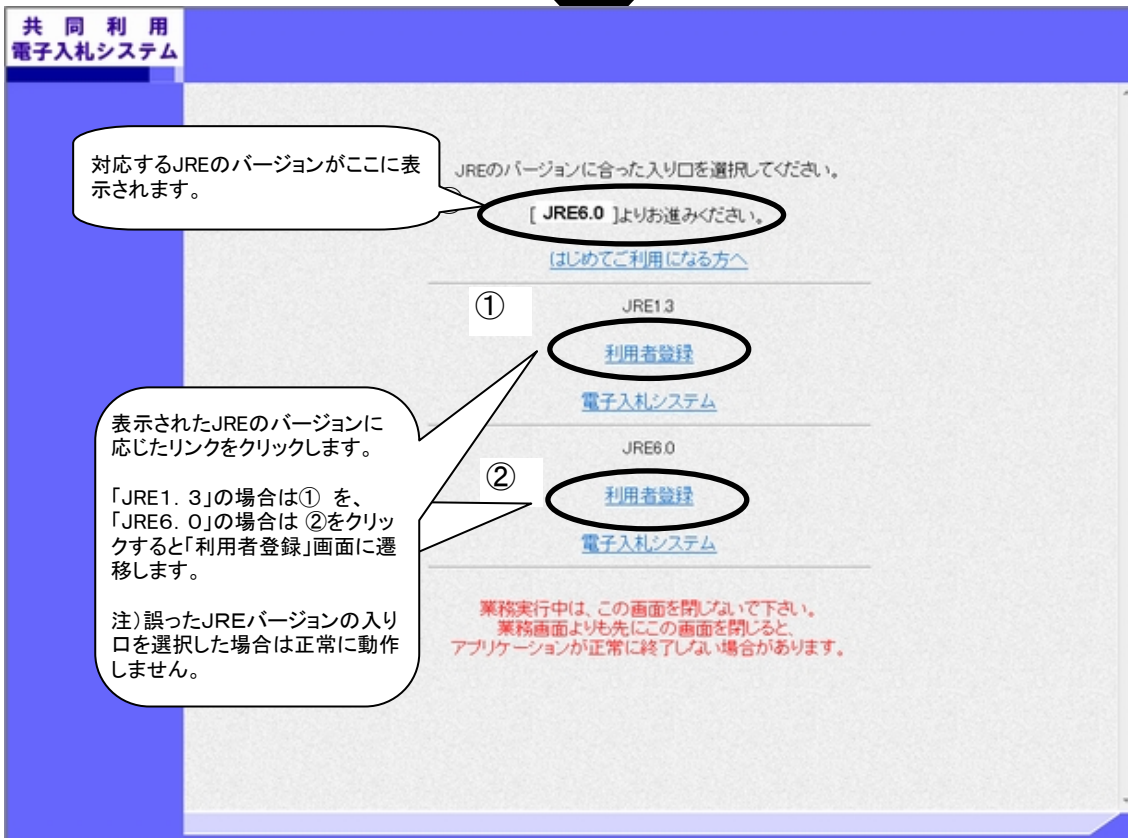 共 同 利 用
電子入札システム
対応するJREのバージョンがここに表
示されます。
JREのバージョンに合った入り口を選択してください。
[ JRE6.0 ]よりお進みください。
はじめてご利用になる方へ
①
JRE1.3
利用者登録
電子入札システム
表示されたJREのバージョンに
応じたリンクをクリックします。
「JRE1．3」の場合は① を、
「JRE6．0」の場合は ②をクリッ
クすると「利用者登録」画面に遷
移します。
注）誤ったJREバージョンの入り
口を選択した場合は正常に動作
しません。
JRE6.0
②
利用者登録
電子入札システム
業務実行中は、この画面を閉じないで下さい。
業務画面よりも先にこの画面を閉じると、
アプリケーションが正常に終了しない場合があります。